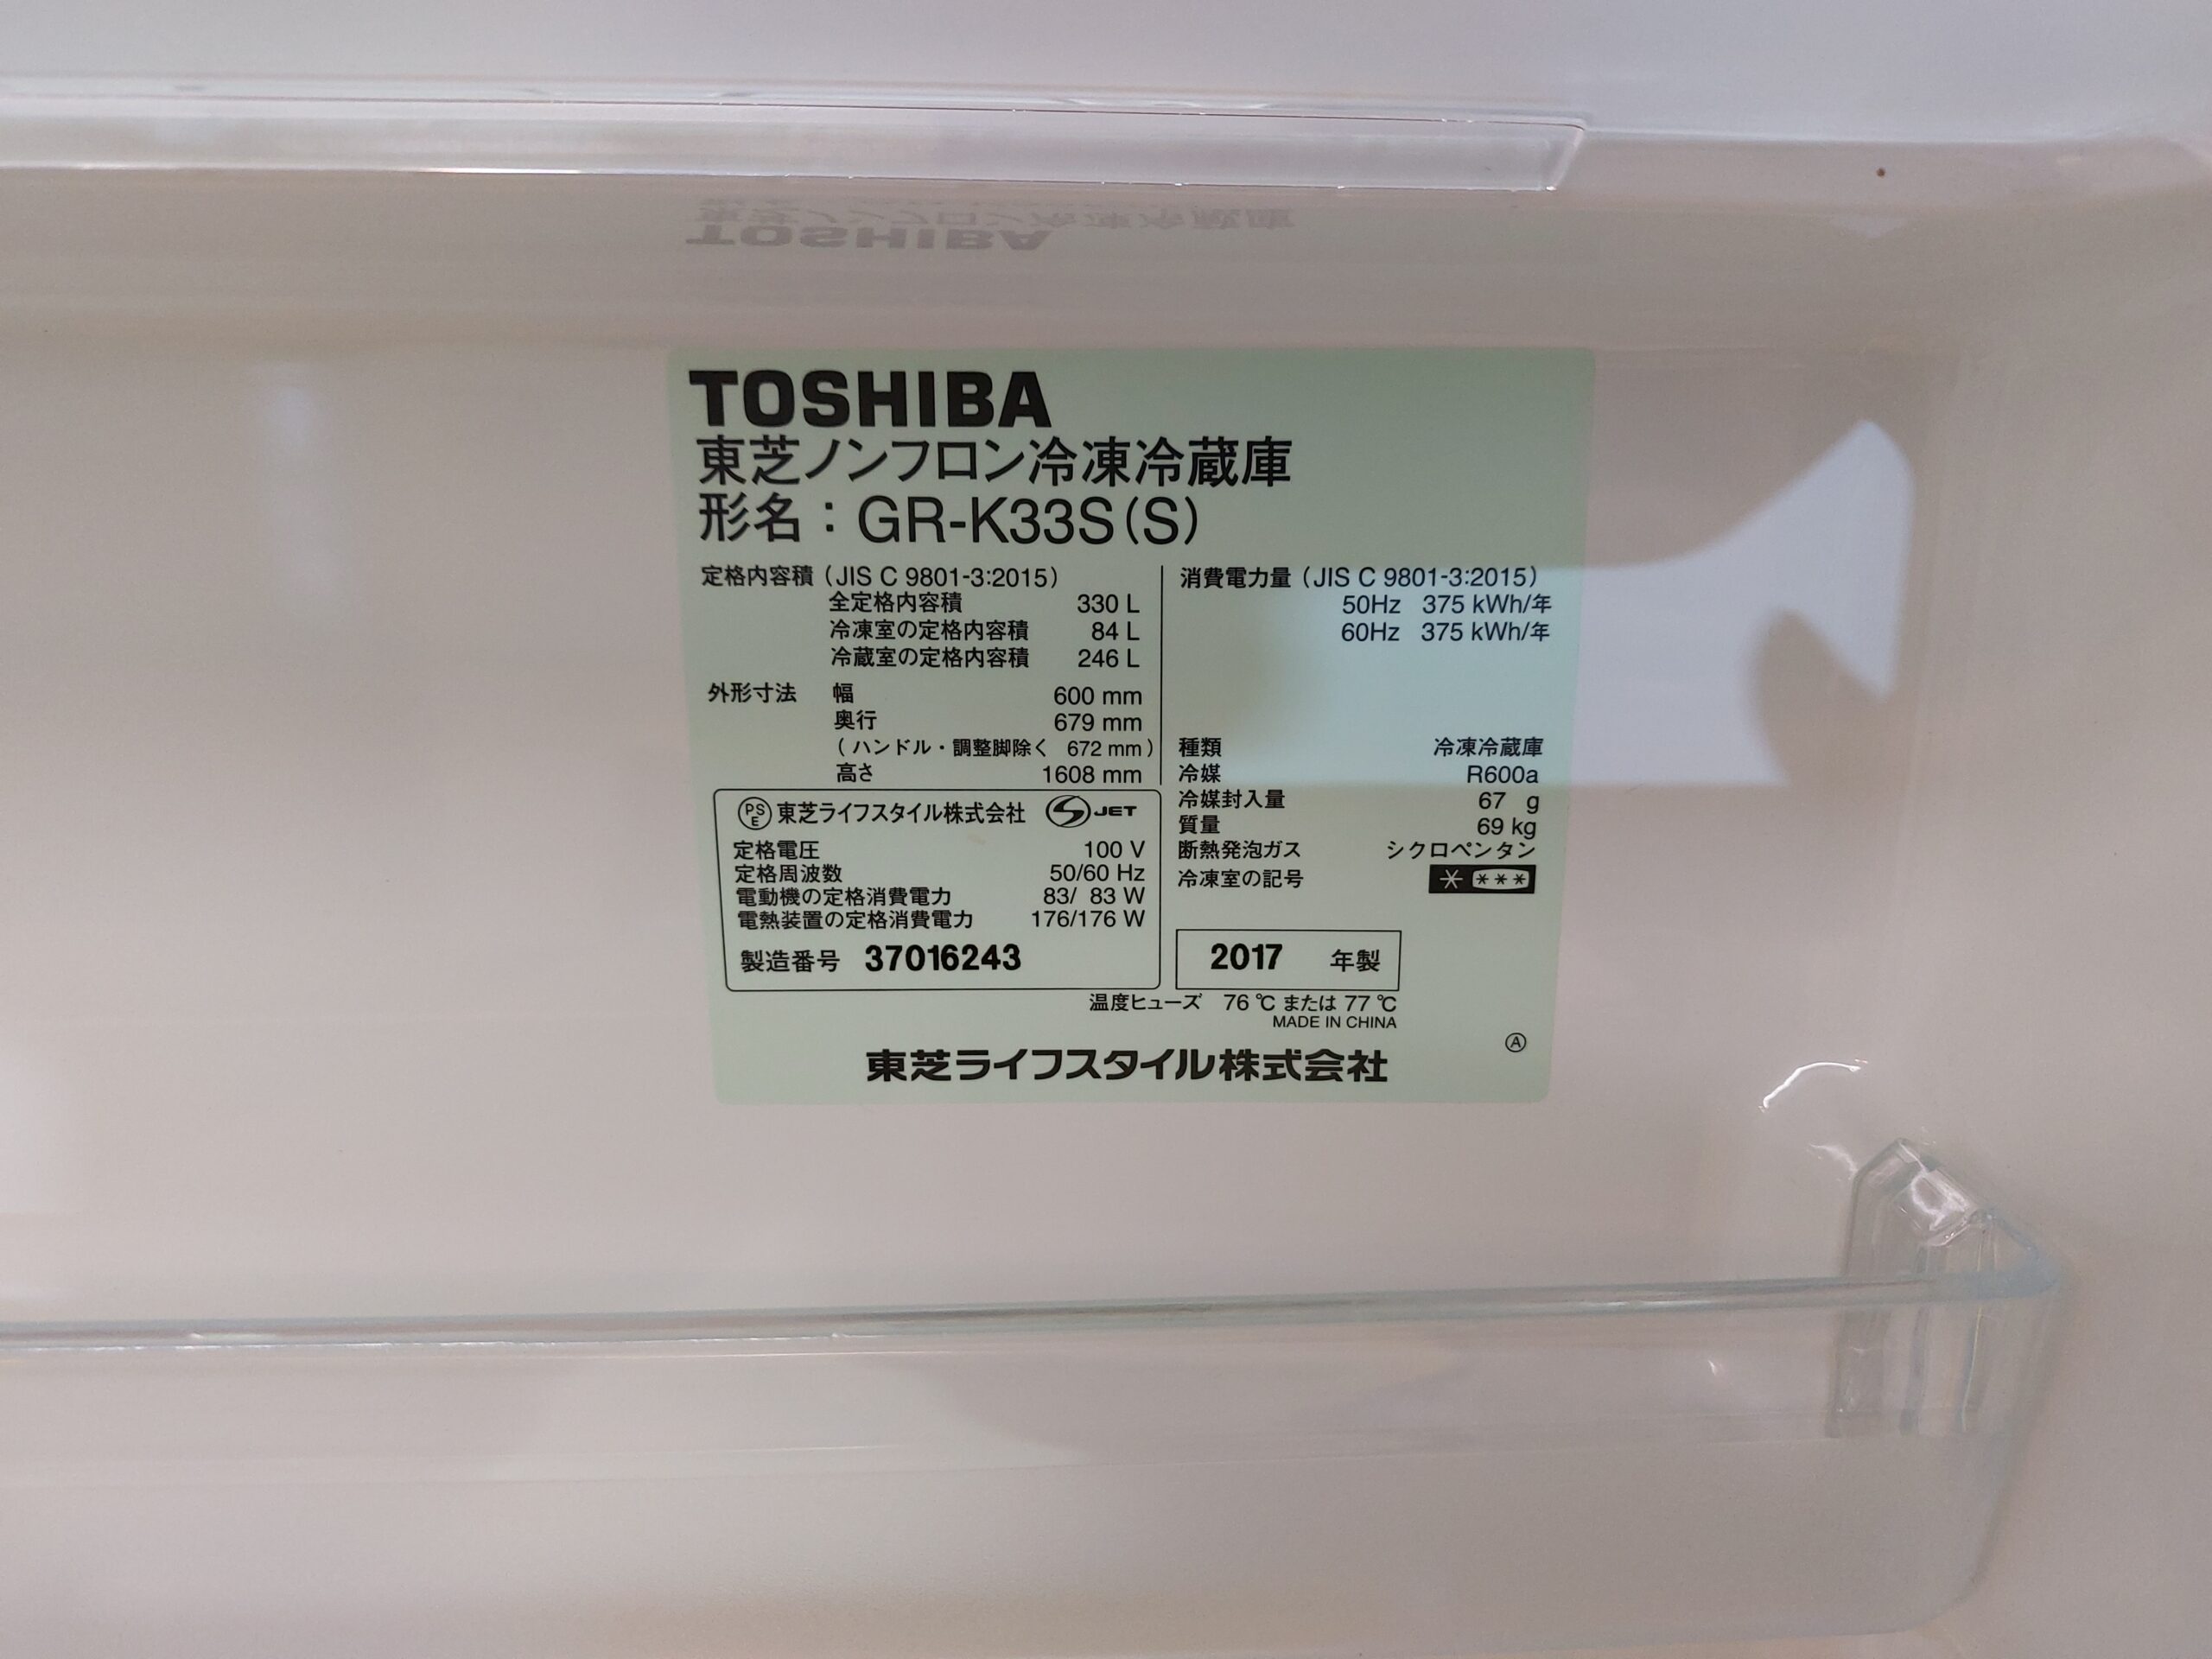 TOSHIBA
東芝ノンフロン冷凍冷蔵庫
形名：GR-K33S(S)
定格内容積（JIS C 9801-3:2015）
全定格内容積 330 L
冷凍室の定格内容積 84 L
冷蔵室の定格内容積 246 L
外形寸法 幅 600 mm
奥行 679 mm
（ハンドル・調整脚除く 672 mm）
高さ 1608 mm
消費電力量（JIS C 9801-3:2015）
50Hz 375 kWh/年
60Hz 375 kWh/年
種類 冷凍冷蔵庫
冷媒 R600a
冷媒封入量 67 g
質量 69 kg
断熱発泡ガス シクロペンタン
冷凍室の記号 * ***
PSE 東芝ライフスタイル株式会社 S JET
定格電圧 100 V
定格周波数 50/60 Hz
電動機の定格消費電力 83/ 83 W
電熱装置の定格消費電力 176/176 W
製造番号 37016243
2017 年製
温度ヒューズ 76 ℃ または 77 ℃
MADE IN CHINA
Ⓐ
東芝ライフスタイル株式会社